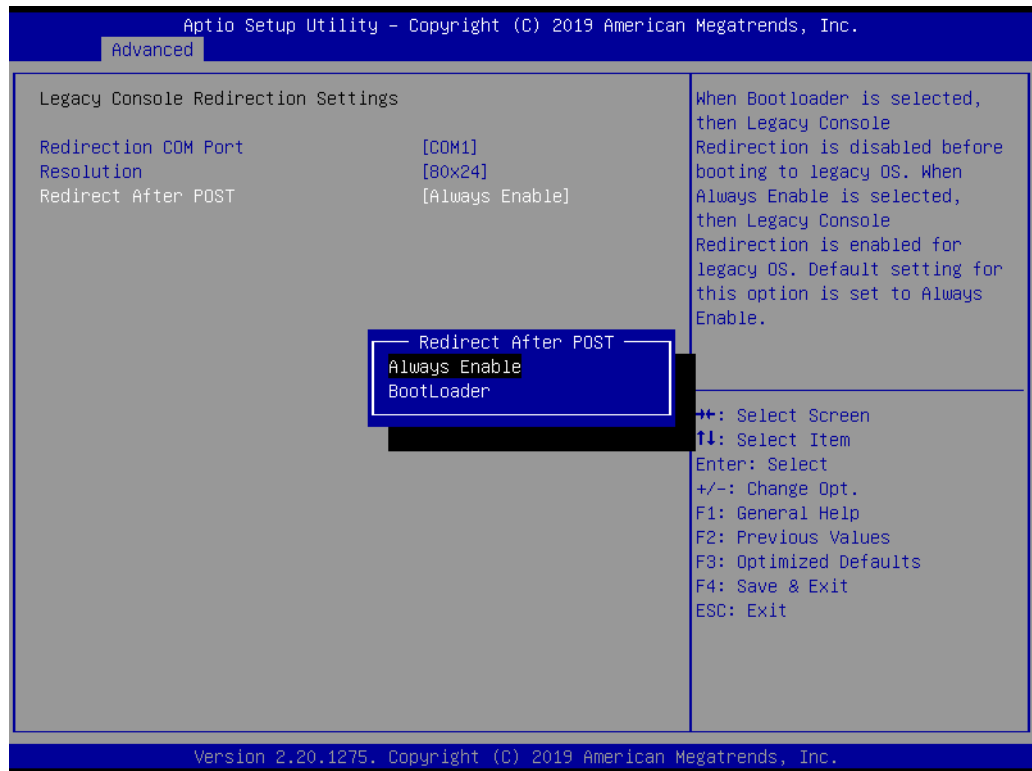 Aptio Setup Utility – Copyright (C) 2019 American Megatrends, Inc.
Advanced
Legacy Console Redirection Settings
Redirection COM Port [COM1]
Resolution [80x24]
Redirect After POST [Always Enable]
Redirect After POST
Always Enable
BootLoader
When Bootloader is selected,
then Legacy Console
Redirection is disabled before
booting to legacy OS. When
Always Enable is selected,
then Legacy Console
Redirection is enabled for
legacy OS. Default setting for
this option is set to Always
Enable.
→←: Select Screen
↑↓: Select Item
Enter: Select
+/-: Change Opt.
F1: General Help
F2: Previous Values
F3: Optimized Defaults
F4: Save & Exit
ESC: Exit
Version 2.20.1275. Copyright (C) 2019 American Megatrends, Inc.